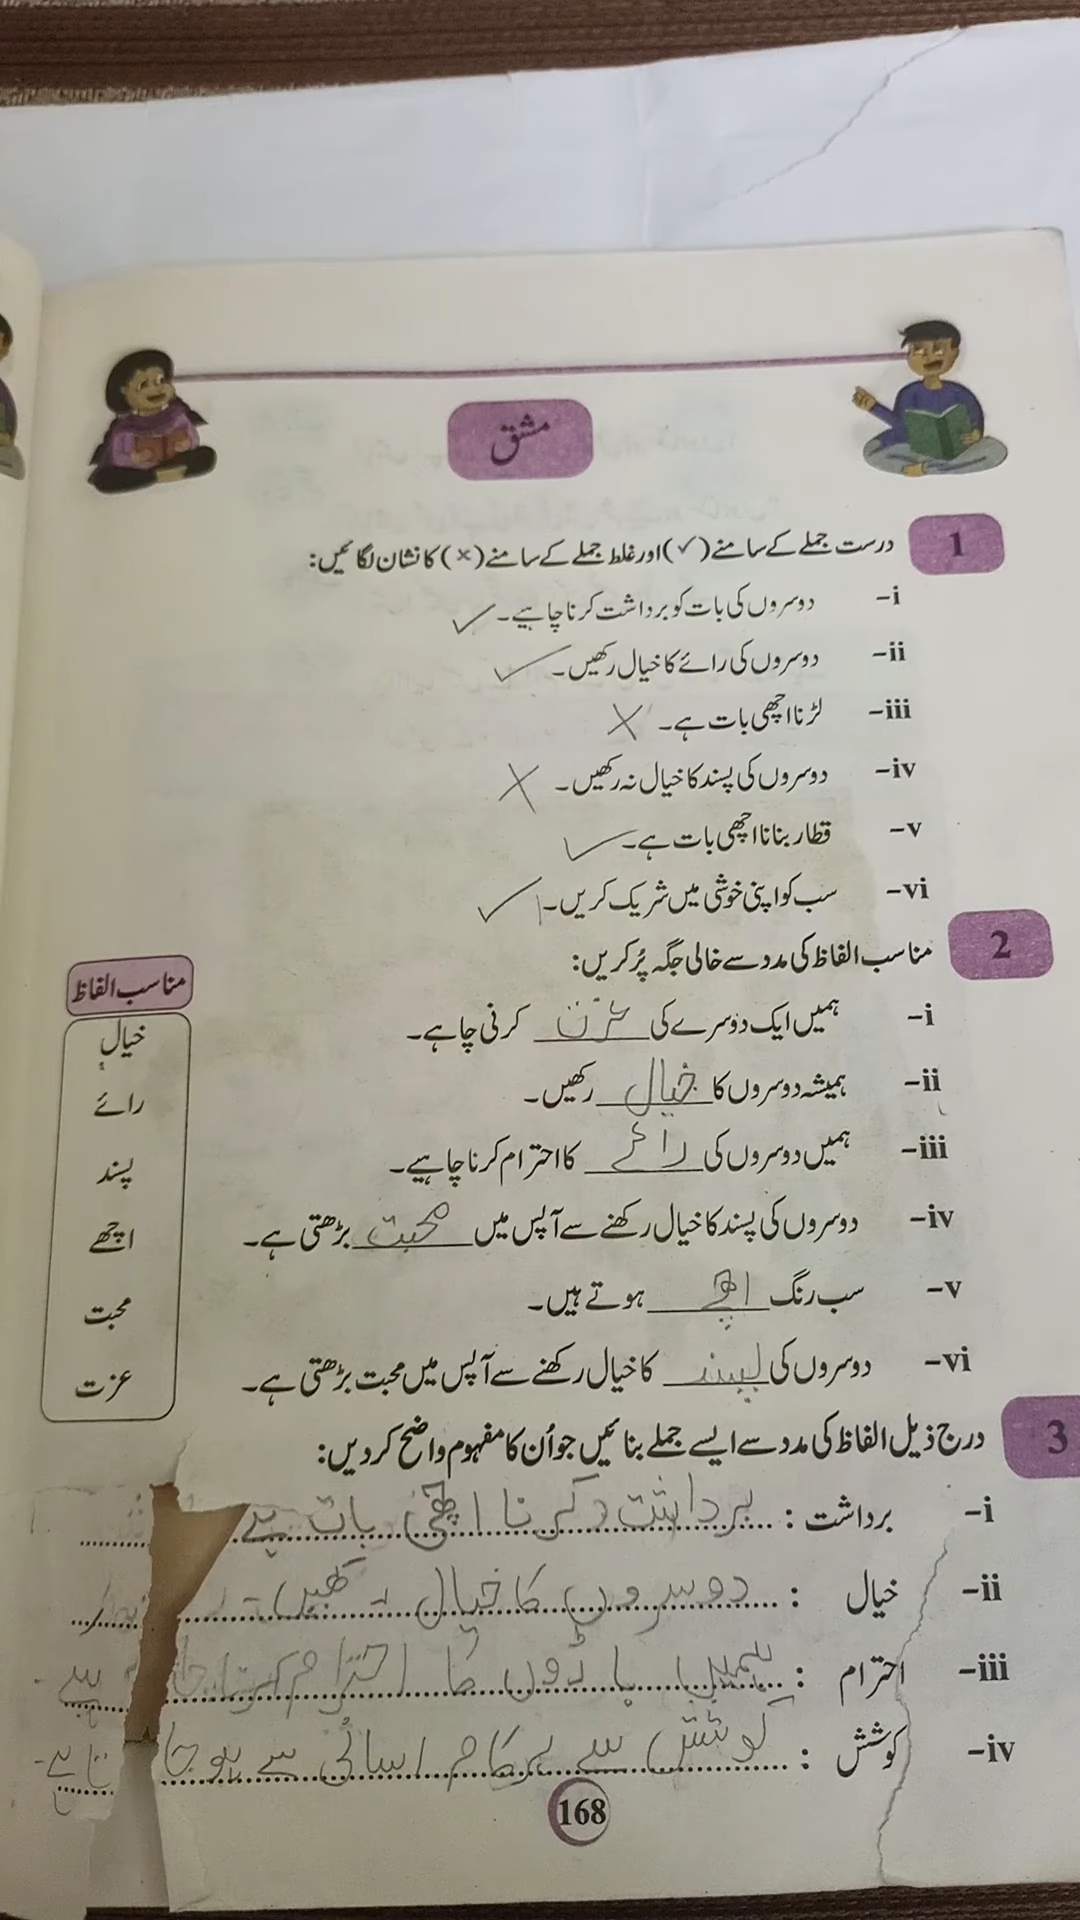 مشق
1 درست جملے کے سامنے (✓) اور غلط جملے کے سامنے (×) کا نشان لگائیں:
i- دوسروں کی بات کو برداشت کرنا چاہیے۔ ✓
ii- دوسروں کی رائے کا خیال رکھیں۔ ✓
iii- لڑنا اچھی بات ہے۔ ×
iv- دوسروں کی پسند کا خیال نہ رکھیں۔ ×
v- قطار بنانا اچھی بات ہے۔ ✓
vi- سب کو اپنی خوشی میں شریک کریں۔ ✓
2 مناسب الفاظ کی مدد سے خالی جگہ پُر کریں:
مناسب الفاظ
خیال
رائے
پسند
اچھے
محبت
عزت
i- ہمیں ایک دوسرے کی عزت کرنی چاہے۔
ii- ہمیشہ دوسروں کا خیال رکھیں۔
iii- ہمیں دوسروں کی رائے کا احترام کرنا چاہیے۔
iv- دوسروں کی پسند کا خیال رکھنے سے آپس میں محبت بڑھتی ہے۔
v- سب رنگ اچھے ہوتے ہیں۔
vi- دوسروں کی پسند کا خیال رکھنے سے آپس میں محبت بڑھتی ہے۔
3 درج ذیل الفاظ کی مدد سے ایسے جملے بنائیں جو اُن کا مفہوم واضح کر دیں:
i- برداشت : برداشت کرنا اچھی بات ہے
ii- خیال : دوسروں کا خیال رکھیں۔
iii- احترام : ہمیں بڑوں کا احترام کرنا ہے۔
iv- کوشش : کوشش سے ہر کام اسانی سے ہو جا تا ہے۔
168